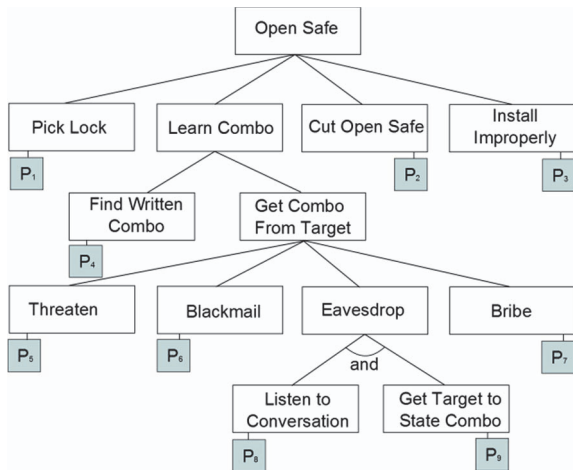 Open Safe
Pick Lock
Learn Combo
Cut Open Safe
Install
Improperly
P₁
P₂
P₃
Find Written
Combo
Get Combo
From Target
P₄
Threaten
Blackmail
Eavesdrop
Bribe
P₅
P₆
P₇
and
Listen to
Conversation
Get Target to
State Combo
P₈
P₉